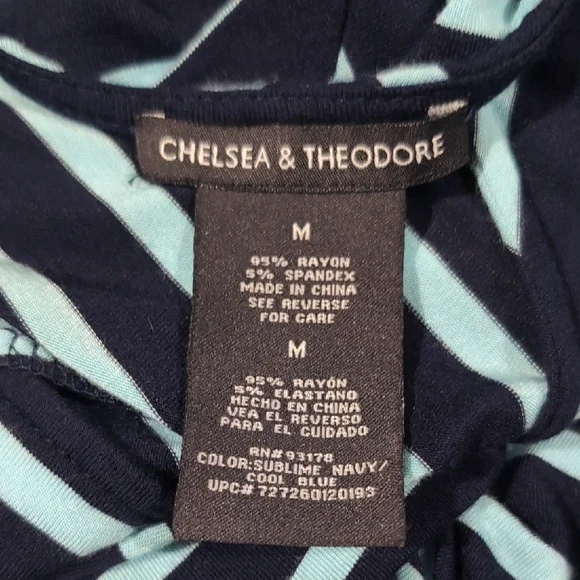 CHELSEA & THEODORE
M
95% RAYON
5% SPANDEX
MADE IN CHINA
SEE REVERSE
FOR CARE
M
95% RAYÓN
5% ELASTANO
HECHO EN CHINA
VEA EL REVERSO
PARA EL CUIDADO
RN# 93178
COLOR:SUBLIME NAVY/
COOL BLUE
UPC# 727260120193